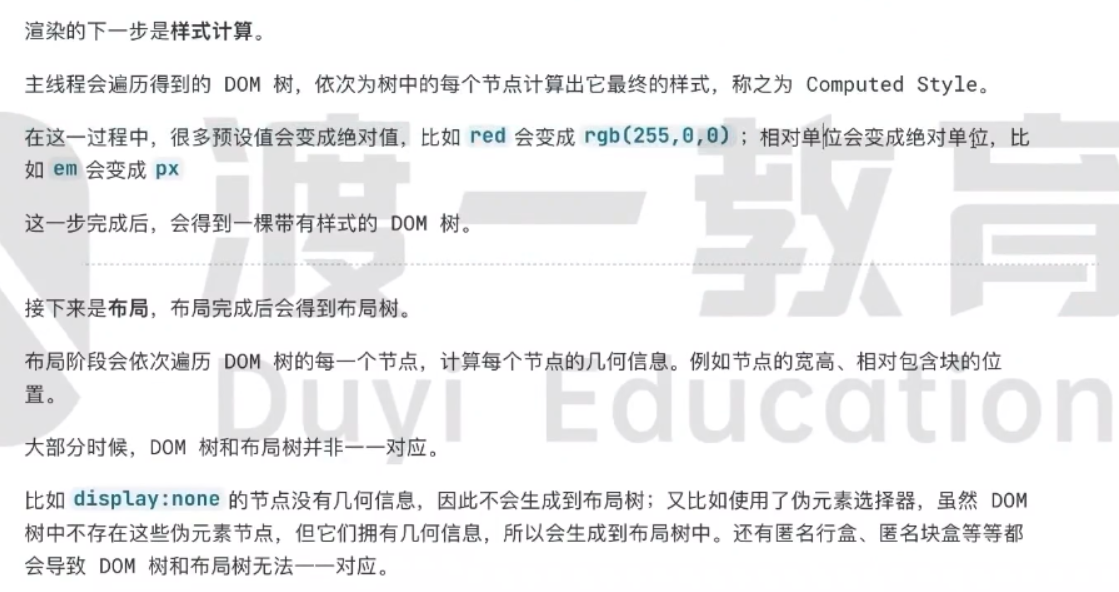 渲染的下一步是样式计算。
主线程会遍历得到的 DOM 树，依次为树中的每个节点计算出它最终的样式，称之为 Computed Style。
在这一过程中，很多预设值会变成绝对值，比如 red 会变成 rgb(255,0,0)；相对单位会变成绝对单位，比
如 em 会变成 px
这一步完成后，会得到一棵带有样式的 DOM 树。
接下来是布局，布局完成后会得到布局树。
布局阶段会依次遍历 DOM 树的每一个节点，计算每个节点的几何信息。例如节点的宽高、相对包含块的位
置。
大部分时候，DOM 树和布局树并非一一对应。
比如 display:none 的节点没有几何信息，因此不会生成到布局树；又比如使用了伪元素选择器，虽然 DOM
树中不存在这些伪元素节点，但它们拥有几何信息，所以会生成到布局树中。还有匿名行盒、匿名块盒等等都
会导致 DOM 树和布局树无法一一对应。
渡一教育
Duyi Education